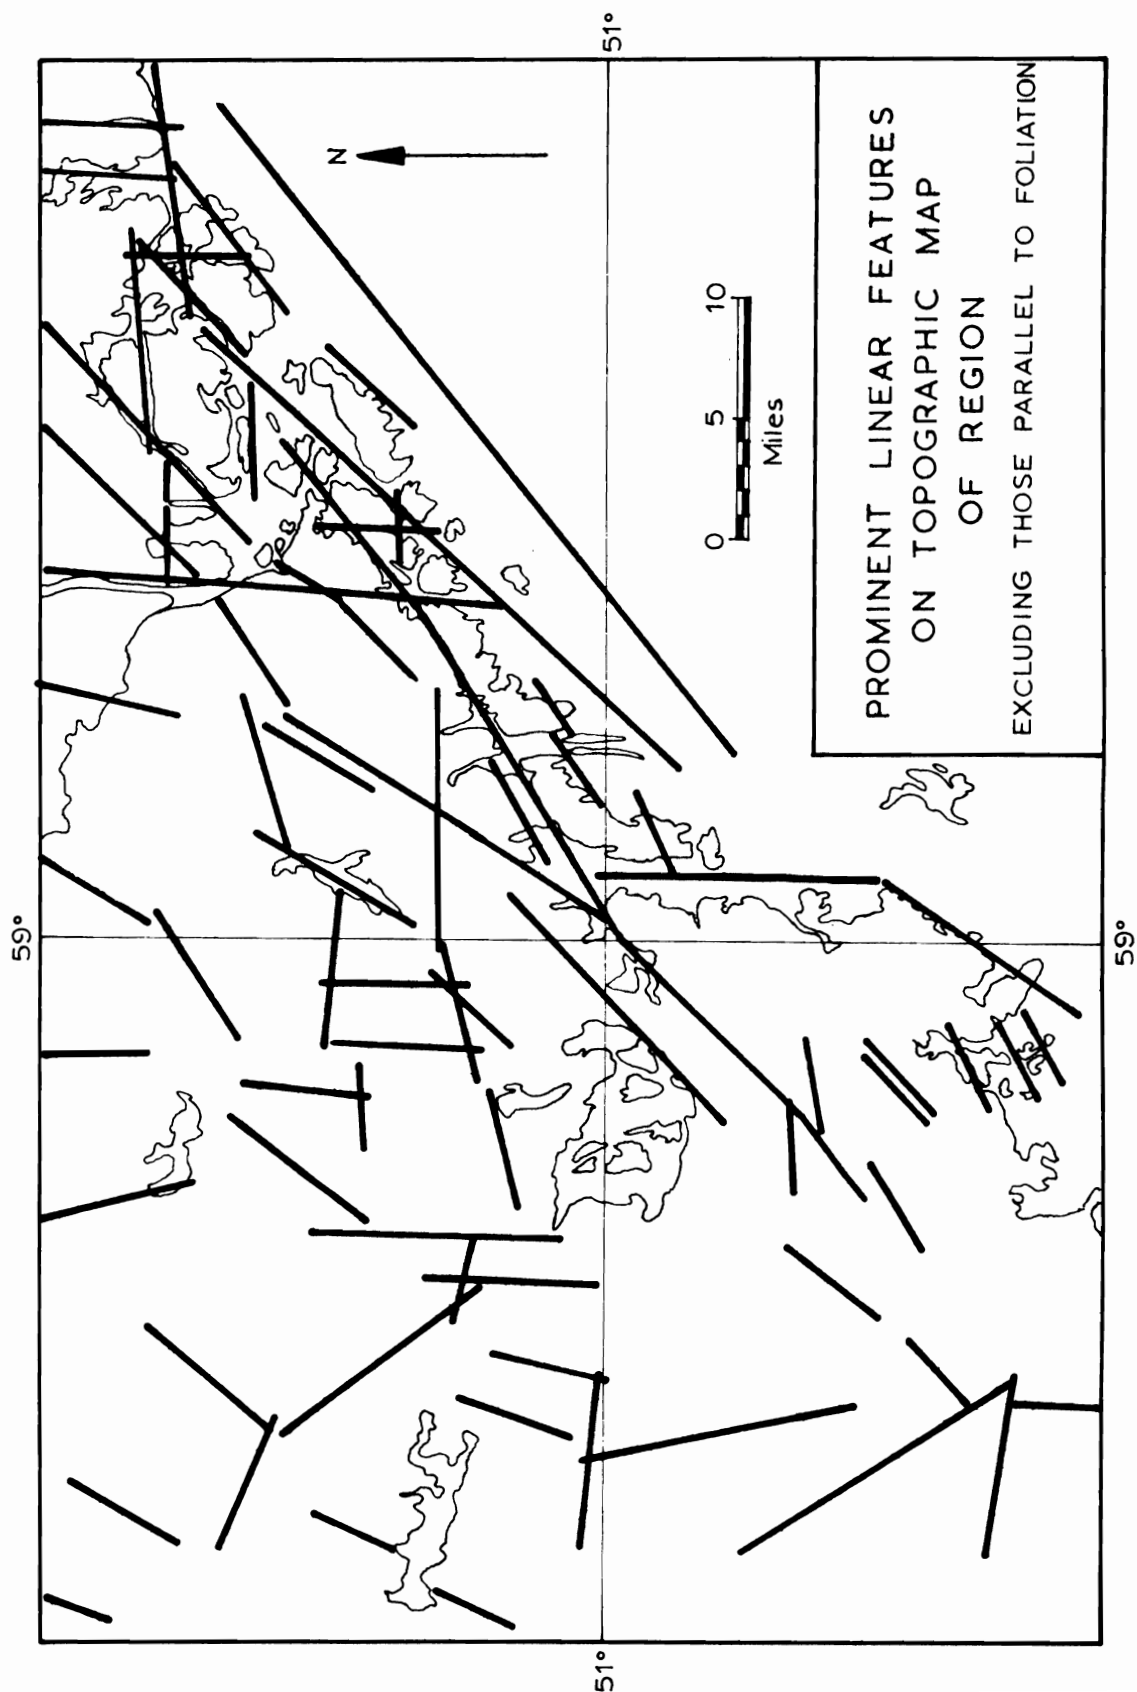 51°
59°
N
0 5 10
Miles
PROMINENT LINEAR FEATURES
ON TOPOGRAPHIC MAP
OF REGION
EXCLUDING THOSE PARALLEL TO FOLIATION
59°
51°